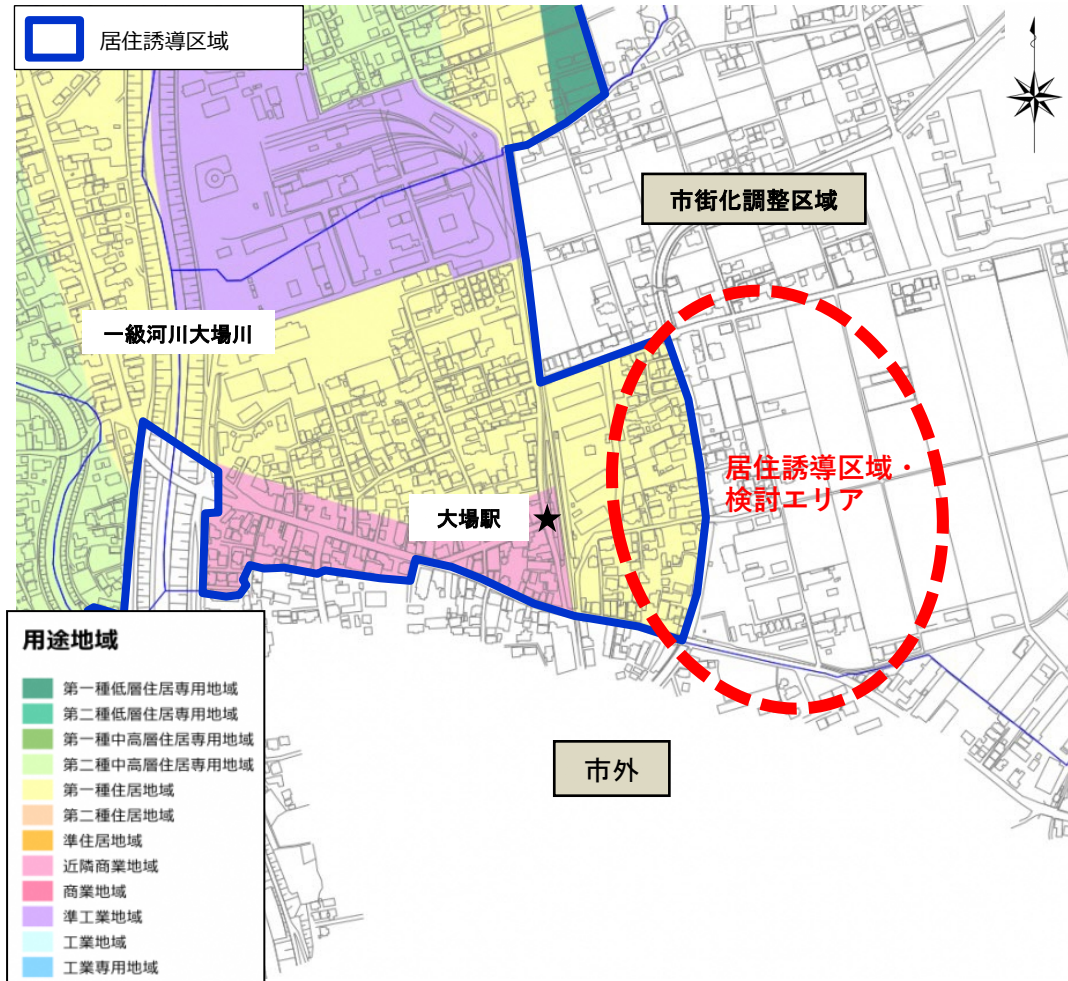 居住誘導区域
市街化調整区域
一級河川大場川
居住誘導区域・
検討エリア
大場駅
市外
用途地域
第一種低層住居専用地域
第二種低層住居専用地域
第一種中高層住居専用地域
第二種中高層住居専用地域
第一種住居地域
第二種住居地域
準住居地域
近隣商業地域
商業地域
準工業地域
工業地域
工業専用地域